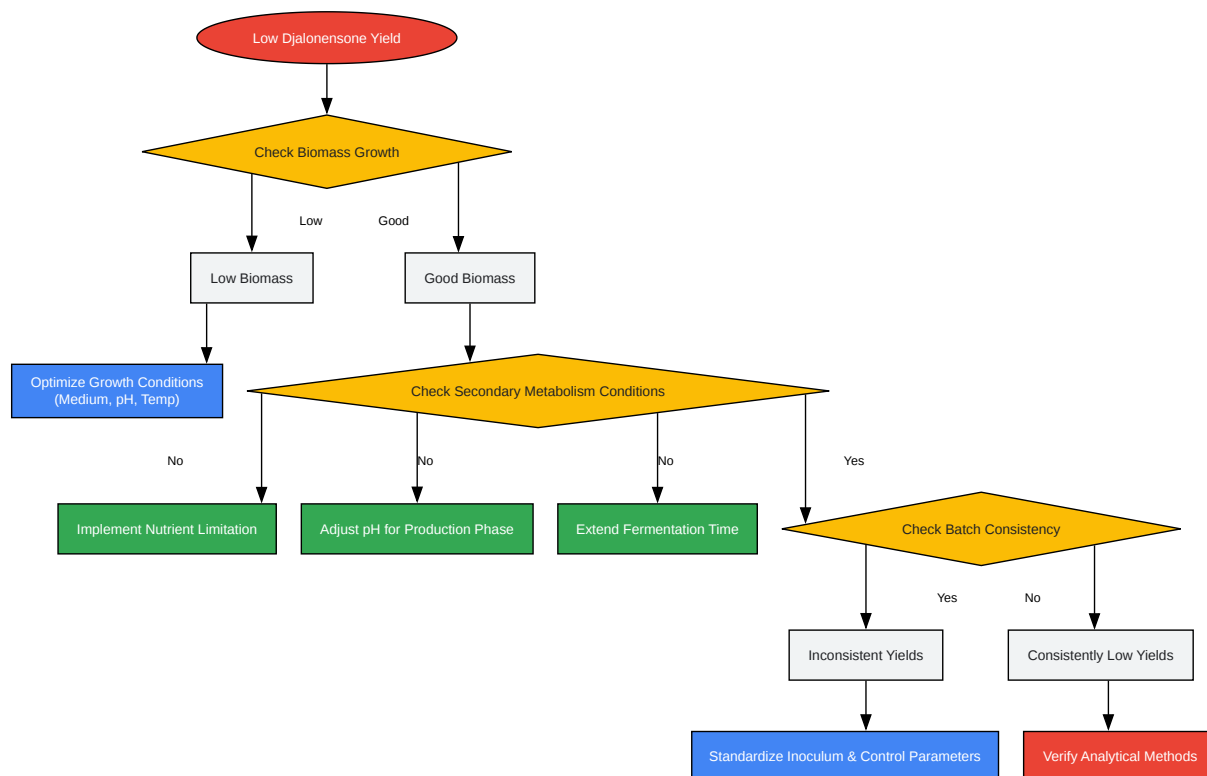 Low Djalonensone Yield
Check Biomass Growth
Low
Good
Low Biomass
Good Biomass
Optimize Growth Conditions
(Medium, pH, Temp)
Check Secondary Metabolism Conditions
No
No
No
Yes
Implement Nutrient Limitation
Adjust pH for Production Phase
Extend Fermentation Time
Check Batch Consistency
Yes
No
Inconsistent Yields
Consistently Low Yields
Standardize Inoculum & Control Parameters
Verify Analytical Methods